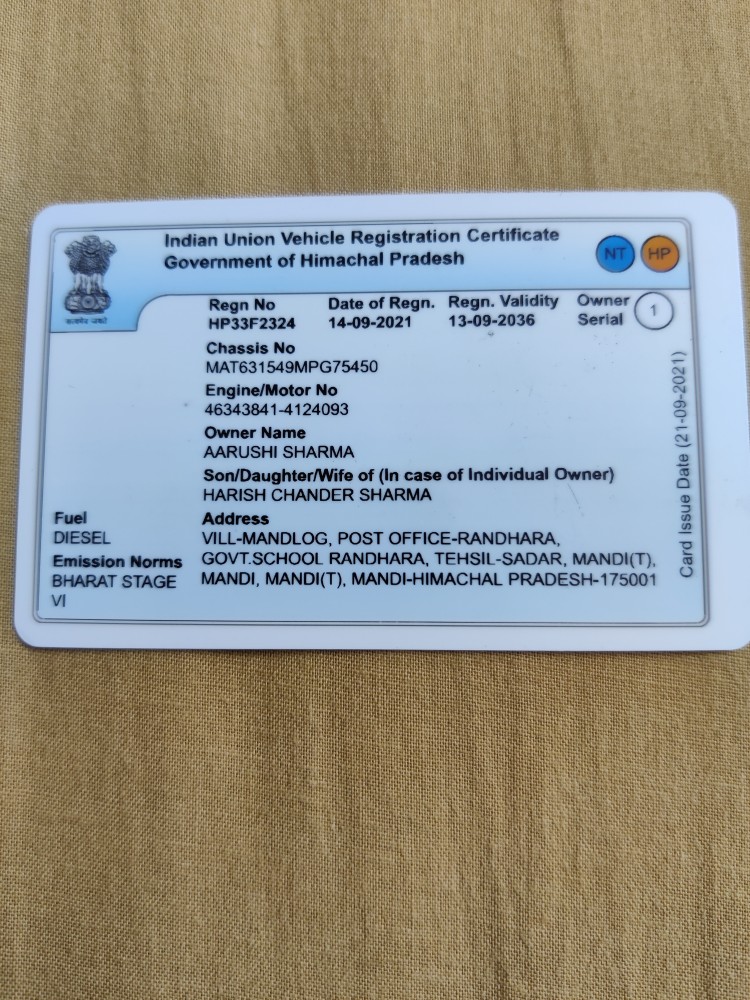 Indian Union Vehicle Registration Certificate
Government of Himachal Pradesh
NT HP
Regn No Date of Regn. Regn. Validity Owner Serial 1
HP33F2324 14-09-2021 13-09-2036
Chassis No
MAT631549MPG75450
Engine/Motor No
46343841-4124093
Owner Name
AARUSHI SHARMA
Son/Daughter/Wife of (In case of Individual Owner)
HARISH CHANDER SHARMA
Fuel
DIESEL
Emission Norms
BHARAT STAGE
VI
Address
VILL-MANDLOG, POST OFFICE-RANDHARA,
GOVT.SCHOOL RANDHARA, TEHSIL-SADAR, MANDI(T),
MANDI, MANDI(T), MANDI-HIMACHAL PRADESH-175001
Card Issue Date (21-09-2021)